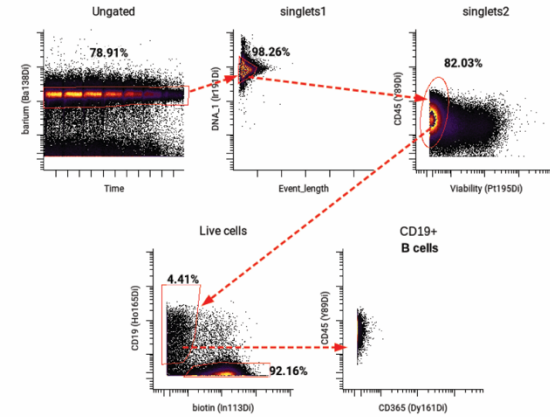 Ungated
singlets1
singlets2
78.91%
98.26%
82.03%
barium (Ba138Di)
DNA_1 (Ir191Di)
CD45 (Y89Di)
Time
Event_length
Viability (Pt195Di)
Live cells
CD19+
B cells
4.41%
92.16%
CD19 (Ho165Di)
CD45 (Y89Di)
biotin (In113Di)
CD365 (Dy161Di)